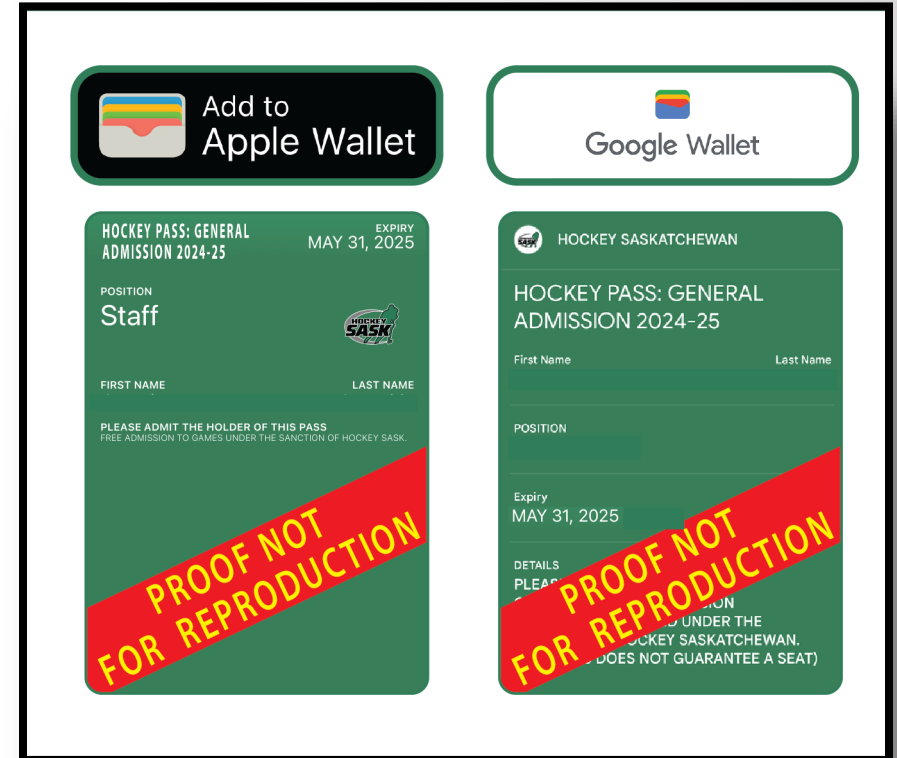 Add to
Apple Wallet
Google Wallet
HOCKEY PASS: GENERAL
ADMISSION 2024-25
EXPIRY
MAY 31, 2025
POSITION
Staff
HOCKEY
SASK
FIRST NAME
LAST NAME
PLEASE ADMIT THE HOLDER OF THIS PASS
FREE ADMISSION TO GAMES UNDER THE SANCTION OF HOCKEY SASK.
PROOF NOT
FOR REPRODUCTION
SASK
HOCKEY SASKATCHEWAN
HOCKEY PASS: GENERAL
ADMISSION 2024-25
First Name
Last Name
POSITION
Expiry
MAY 31, 2025
DETAILS
UNDER THE
SASKATCHEWAN.
DOES NOT GUARANTEE A SEAT)
PROOF NOT
FOR REPRODUCTION